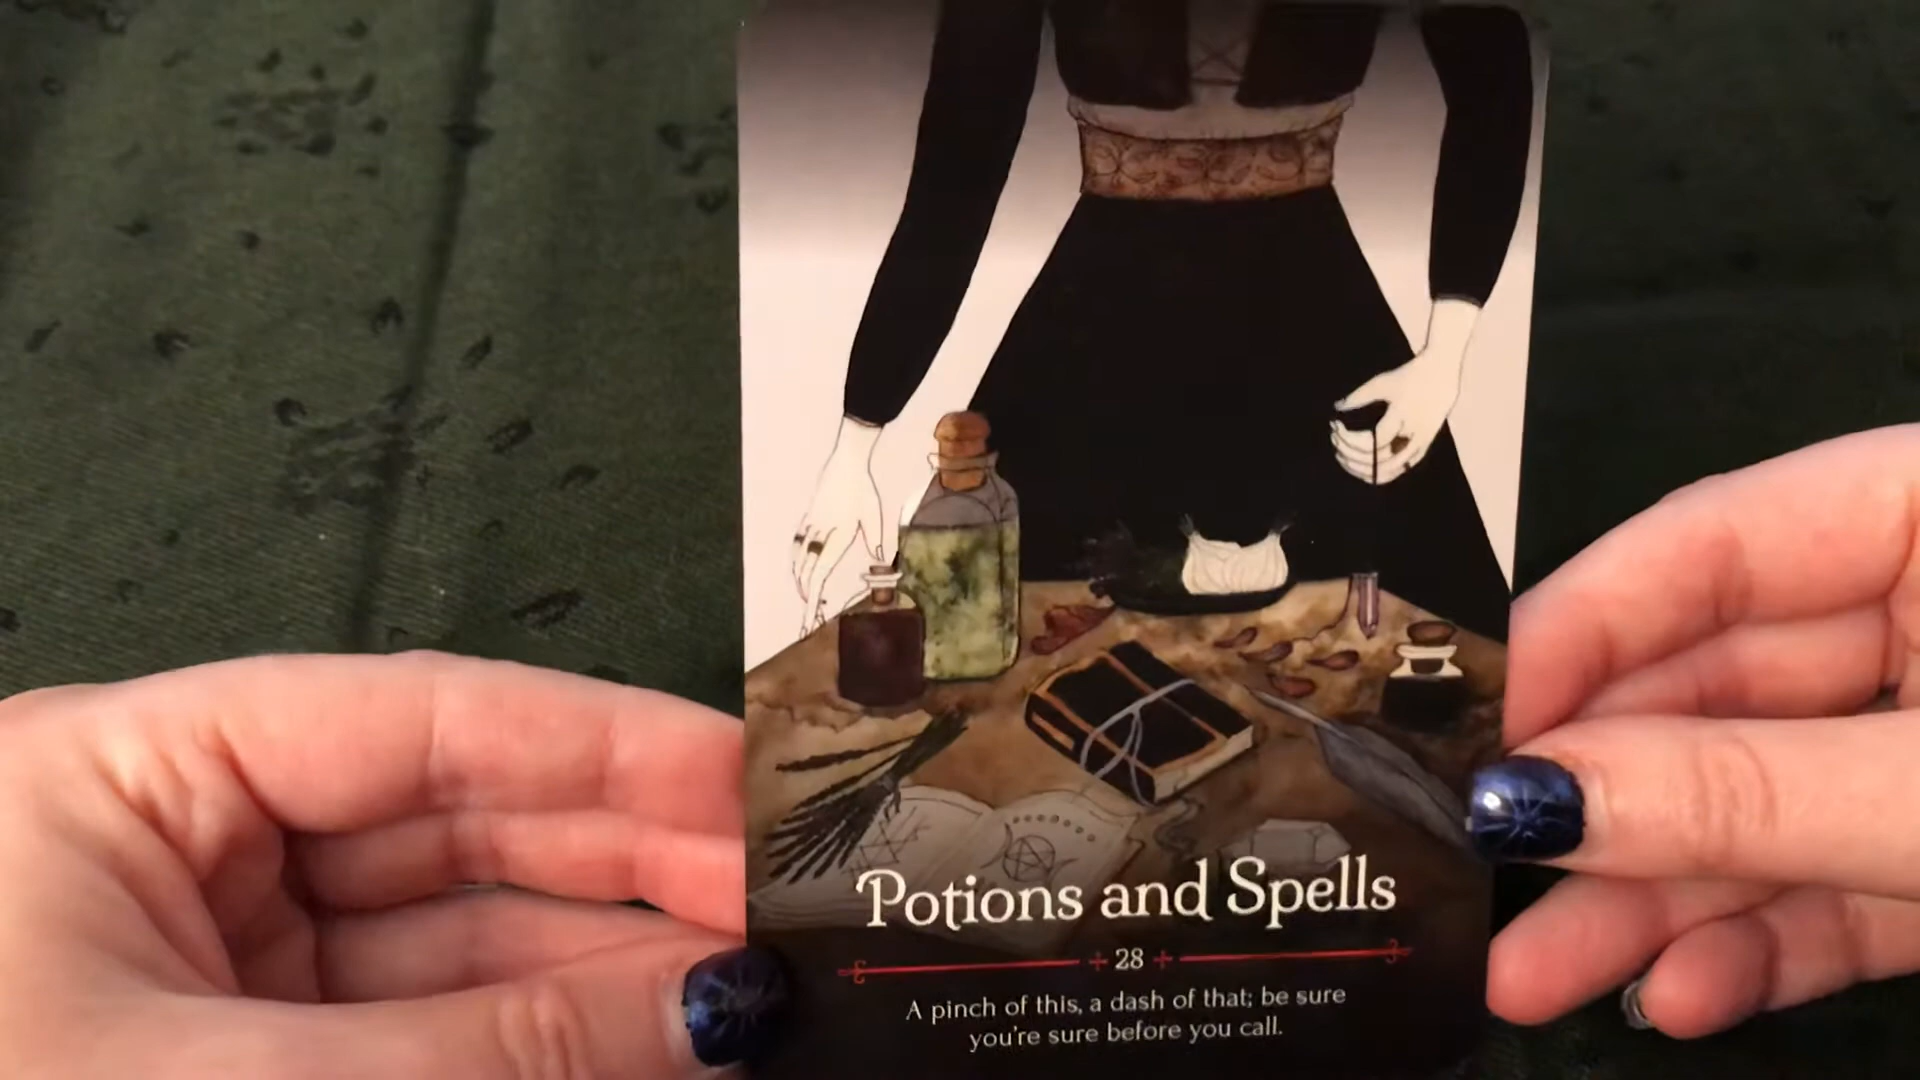 Potions and Spells
28
A pinch of this, a dash of that; be sure
you're sure before you call.